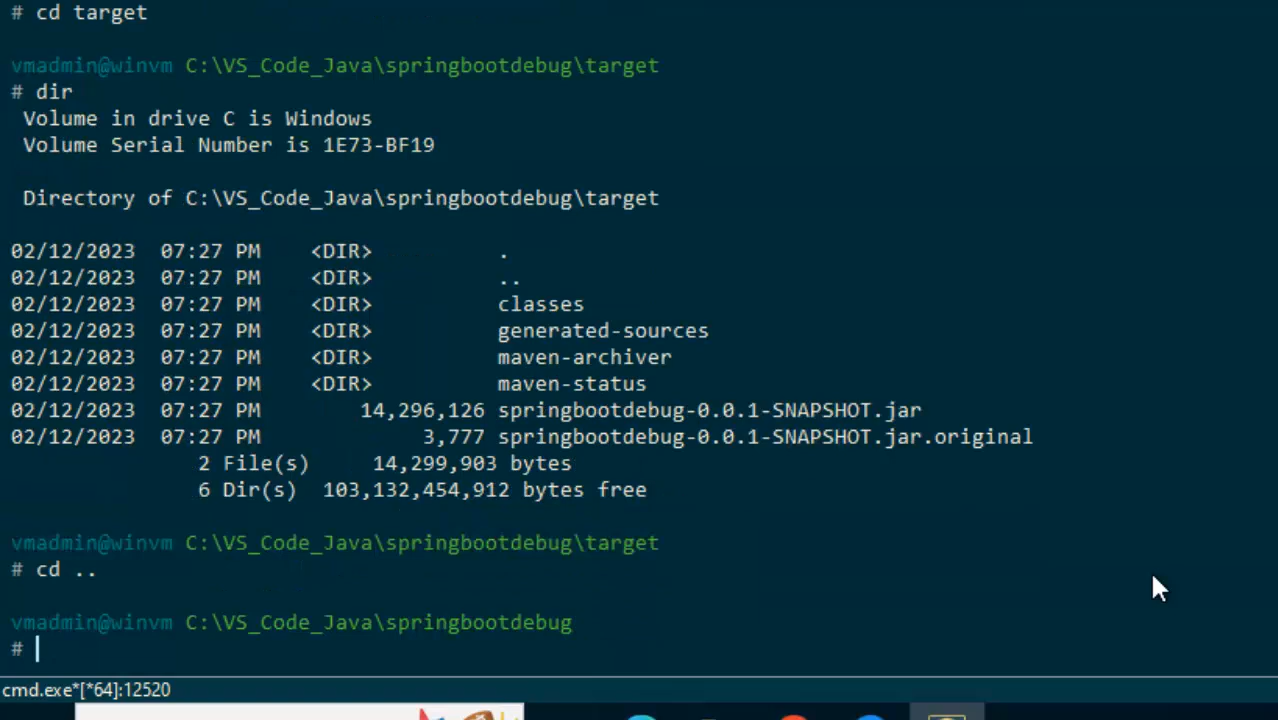 # cd target
vmadmin@winvm C:\VS_Code_Java\springbootdebug\target
# dir
Volume in drive C is Windows
Volume Serial Number is 1E73-BF19
Directory of C:\VS_Code_Java\springbootdebug\target
02/12/2023 07:27 PM <DIR> .
02/12/2023 07:27 PM <DIR> ..
02/12/2023 07:27 PM <DIR> classes
02/12/2023 07:27 PM <DIR> generated-sources
02/12/2023 07:27 PM <DIR> maven-archiver
02/12/2023 07:27 PM <DIR> maven-status
02/12/2023 07:27 PM 14,296,126 springbootdebug-0.0.1-SNAPSHOT.jar
02/12/2023 07:27 PM 3,777 springbootdebug-0.0.1-SNAPSHOT.jar.original
2 File(s) 14,299,903 bytes
6 Dir(s) 103,132,454,912 bytes free
vmadmin@winvm C:\VS_Code_Java\springbootdebug\target
# cd ..
vmadmin@winvm C:\VS_Code_Java\springbootdebug
#
cmd.exe*[*64]:12520